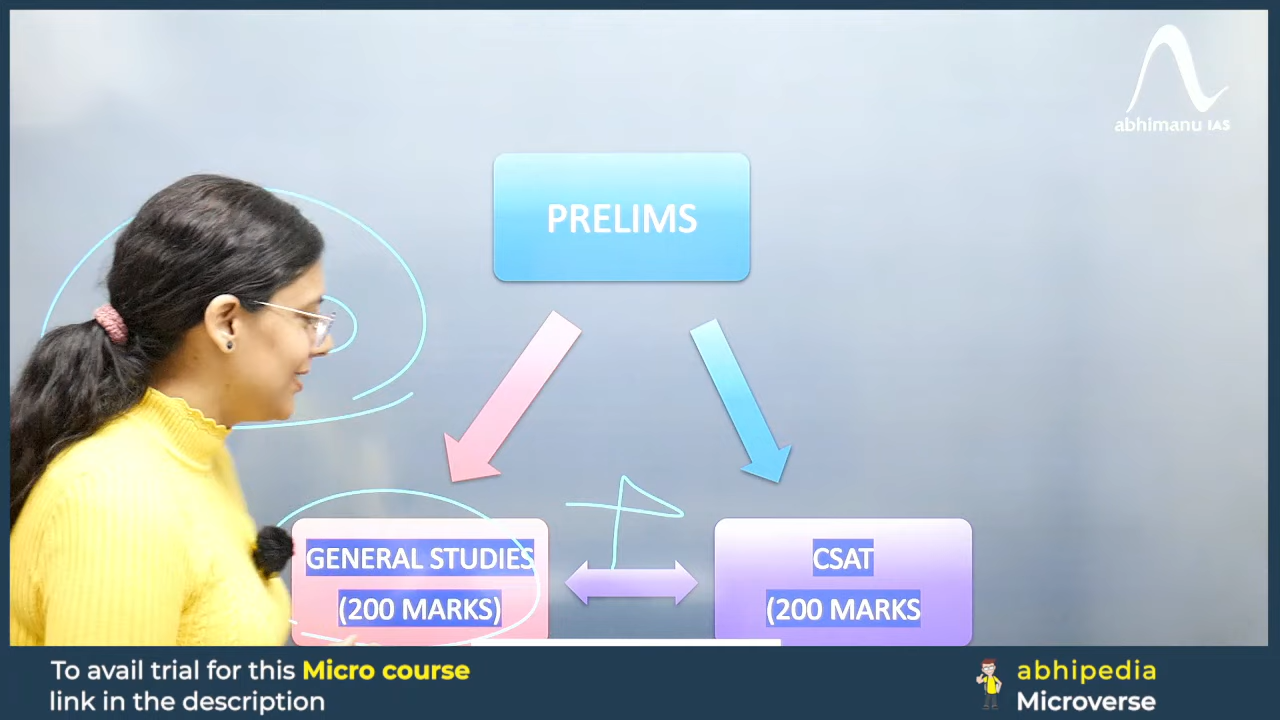 abhimanu IAS
PRELIMS
GENERAL STUDIES
(200 MARKS)
CSAT
(200 MARKS
To avail trial for this Micro course
link in the description
abhipedia
Microverse